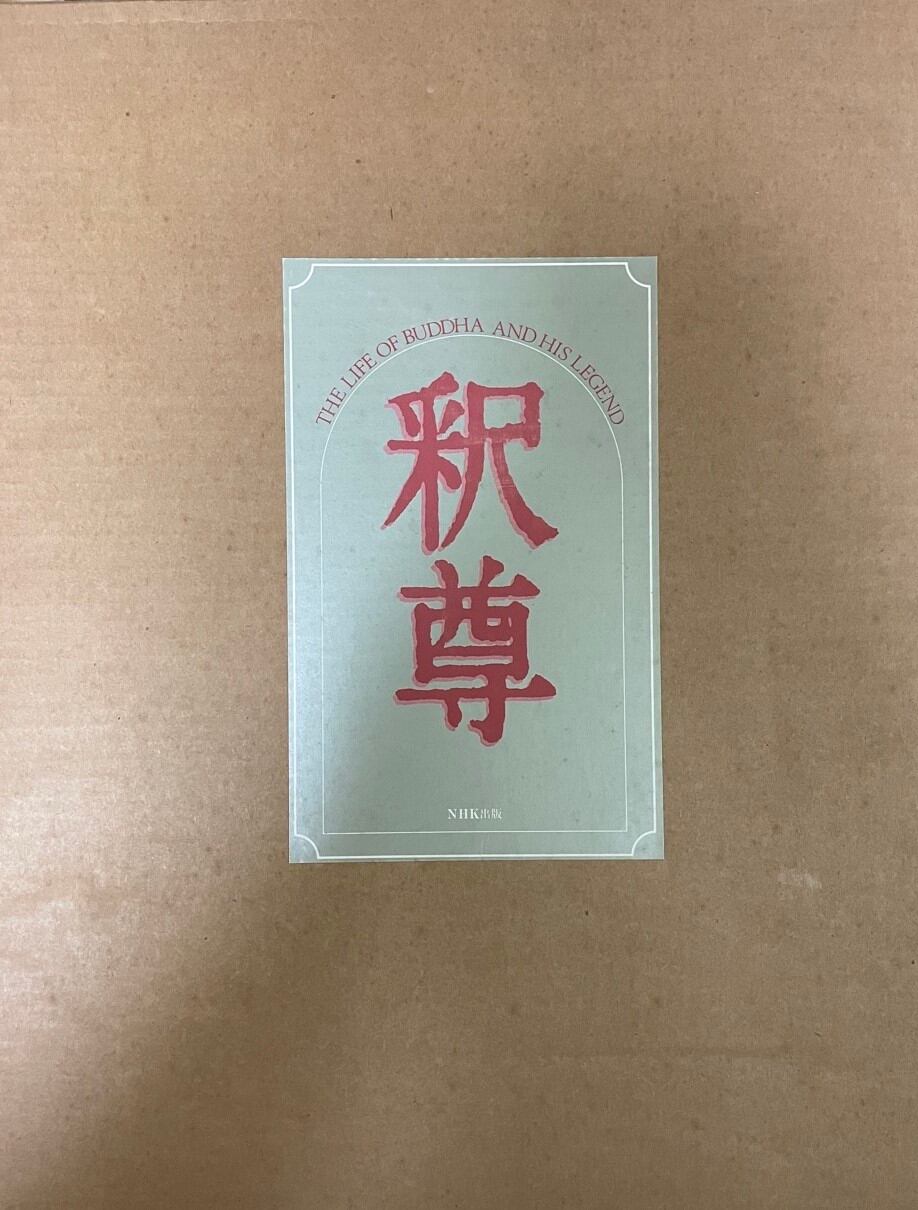 THE LIFE OF BUDDHA AND HIS LEGEND
釈尊
NHK出版